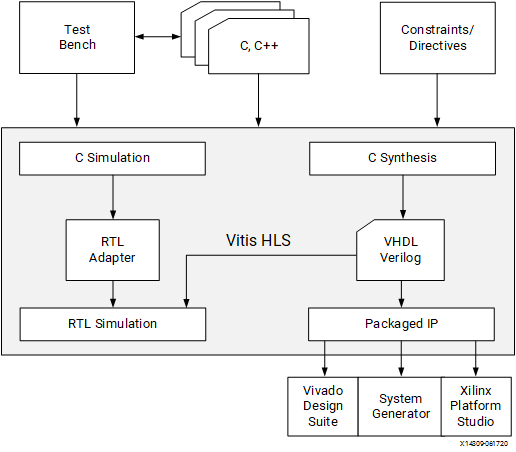 Test
Bench
C, C++
Constraints/
Directives
C Simulation
C Synthesis
RTL
Adapter
Vitis HLS
VHDL
Verilog
RTL Simulation
Packaged IP
Vivado
Design
Suite
System
Generator
Xilinx
Platform
Studio
X14309-061720